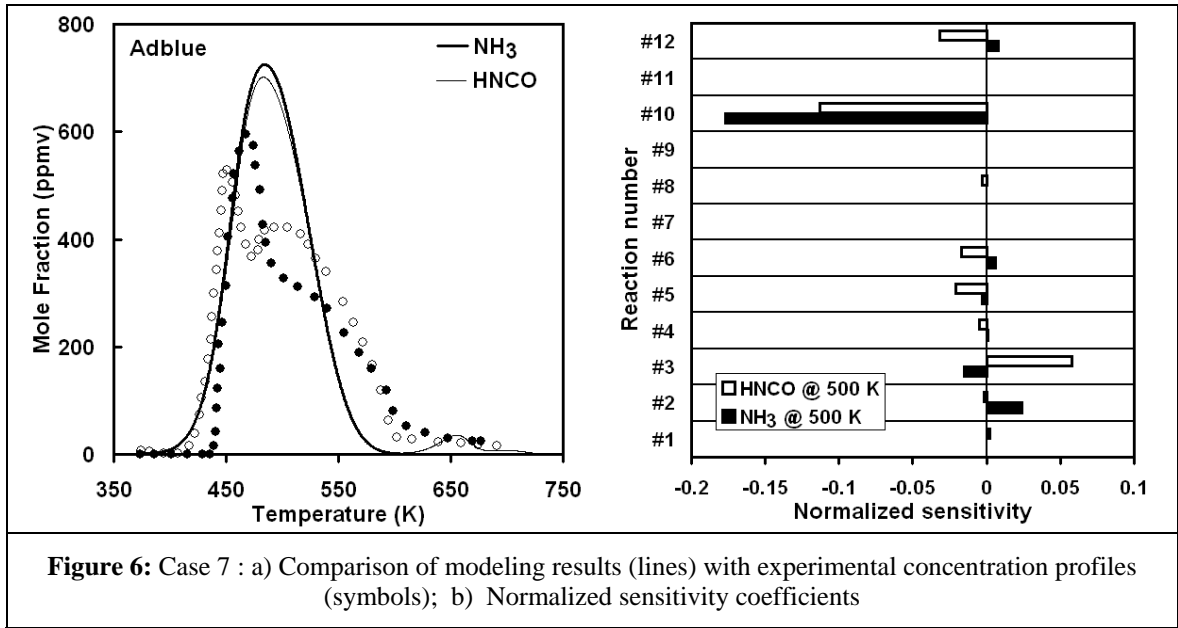 800
600
400
200
0
Mole Fraction (ppmv)
Adblue
NH3
HNCO
350 450 550 650 750
Temperature (K)
Reaction number
#12
#11
#10
#9
#8
#7
#6
#5
#4
#3
#2
#1
HNCO @ 500 K
NH3 @ 500 K
-0.2 -0.15 -0.1 -0.05 0 0.05 0.1
Normalized sensitivity
Figure 6: Case 7 : a) Comparison of modeling results (lines) with experimental concentration profiles
(symbols); b) Normalized sensitivity coefficients